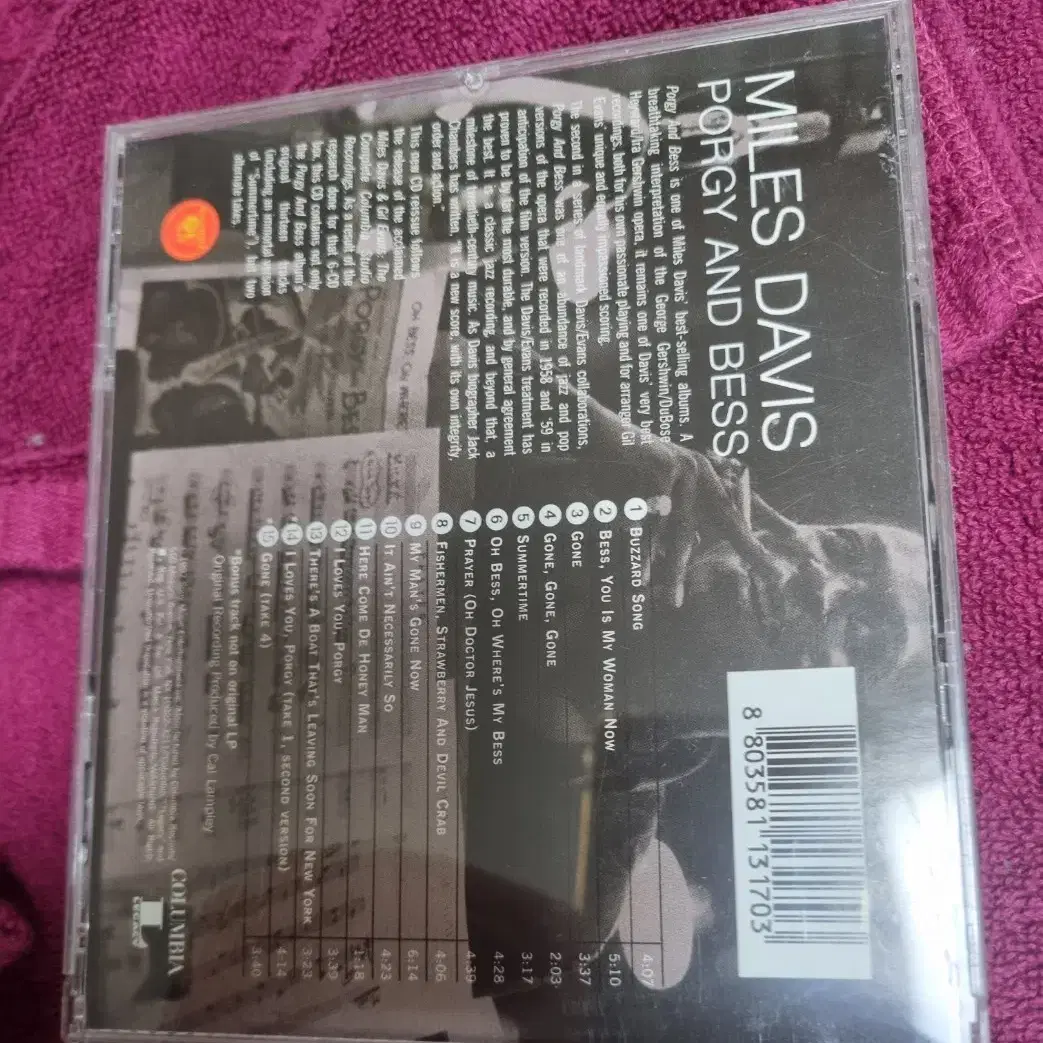 MILES DAVIS
PORGY AND BESS
Porgy And Bess is one of Miles Davis' best-selling albums. A
breathtaking interpretation of the George Gershwin/DuBose
Gershwin opera, it remains one of Davis' very best
recordings, both for his own passionate playing and for arranger Gil
Evans' unique and equally impassioned scoring.
The second in a series of landmark Davis/Evans collaborations,
Porgy And Bess was one of an abundance of jazz and pop
versions of the opera that were recorded in 1958 and '59 in
anticipation of the film version. The Davis/Evans treatment has
proven to be by far the most durable, and by general agreement
the best. It is a classic jazz recording, and beyond that, a
milestone of twentieth-century music. As Davis biographer Jack
Chambers has written, "It is a new score, with its own integrity,
order and action."
This new CD reissue follows
the release of the acclaimed
Miles Davis & Gil Evans: The
Complete Columbia Studio
Recordings. As a result of the
research done for that 6-CD
box, this CD contains not only
the Porgy And Bess album's
original thirteen tracks
(including an immortal version
of "Summertime"), but two
alternate takes.
1 BUZZARD SONG 4:07
2 BESS, YOU IS MY WOMAN NOW 5:10
3 GONE 3:37
4 GONE, GONE, GONE 2:03
5 SUMMERTIME 3:17
6 OH BESS, OH WHERE'S MY BESS 4:28
7 PRAYER (OH DOCTOR JESUS) 4:39
8 FISHERMEN, STRAWBERRY AND DEVIL CRAB 4:06
9 MY MAN'S GONE NOW 6:14
10 IT AIN'T NECESSARILY SO 4:23
11 HERE COME DE HONEY MAN 1:18
12 I LOVES YOU, PORGY 3:39
13 THERE'S A BOAT THAT'S LEAVING SOON FOR NEW YORK 3:23
*14 I LOVES YOU, PORGY (TAKE 1, SECOND VERSION) 4:14
*15 GONE (TAKE 4) 3:40
*Bonus track not on original LP
Original Recording Produced by Cal Lampley
COLUMBIA
LEGACY
8 803581 131703